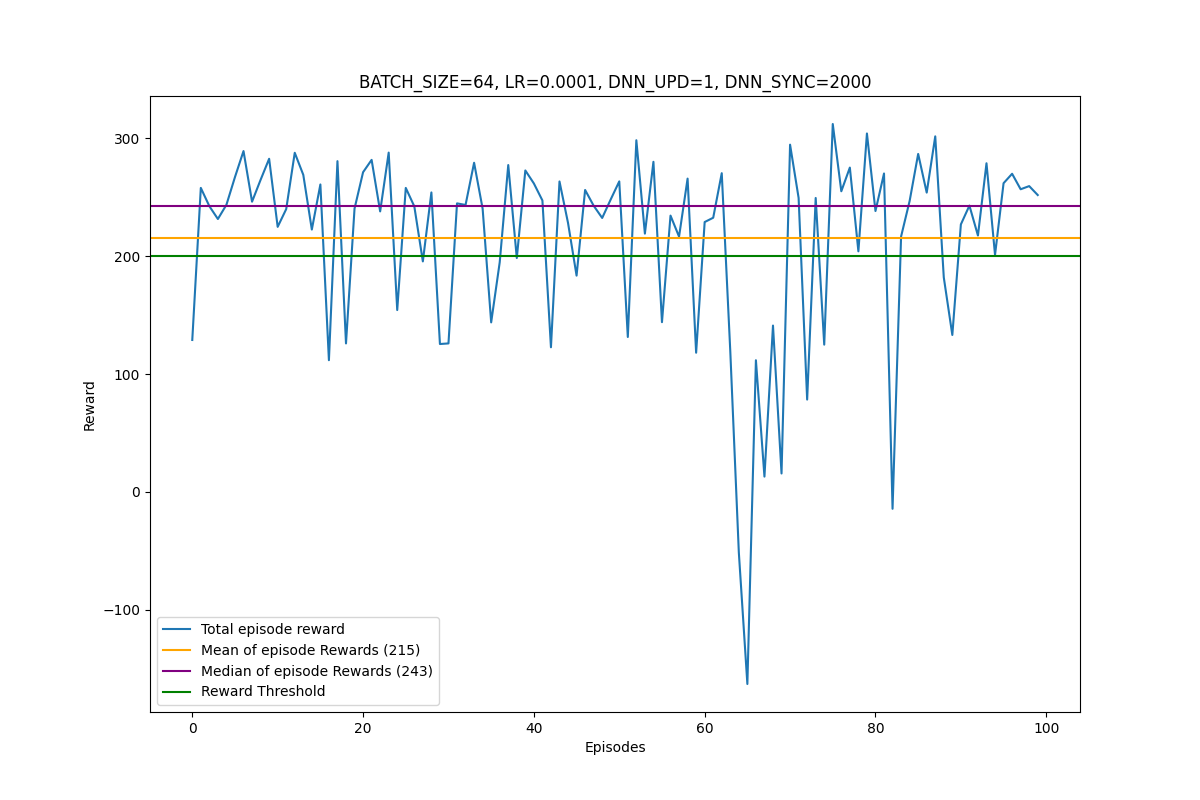 BATCH_SIZE=64, LR=0.0001, DNN_UPD=1, DNN_SYNC=2000
300
200
100
0
−100
Reward
Total episode reward
Mean of episode Rewards (215)
Median of episode Rewards (243)
Reward Threshold
0 20 40 60 80 100
Episodes